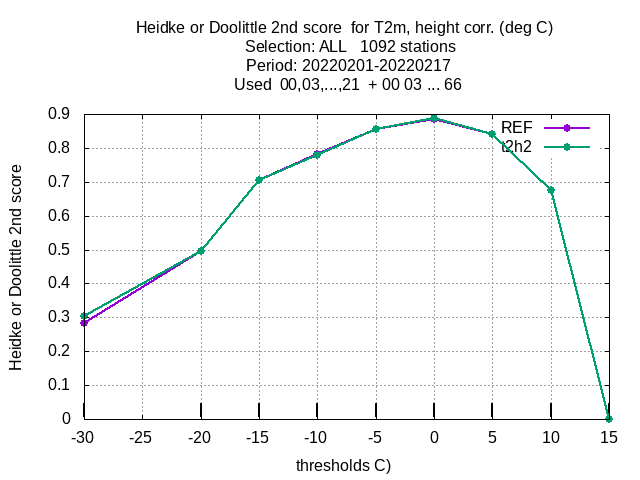 Heidke or Doolittle 2nd score  for T2m, height corr. (deg C)
Selection: ALL   1092 stations
Period: 20220201-20220217
Used  00,03,...,21  + 00 03 ... 66
REF
t2h2
Heidke or Doolittle 2nd score
0.9
0.8
0.7
0.6
0.5
0.4
0.3
0.2
0.1
0
-30 -25 -20 -15 -10 -5 0 5 10 15
thresholds C)